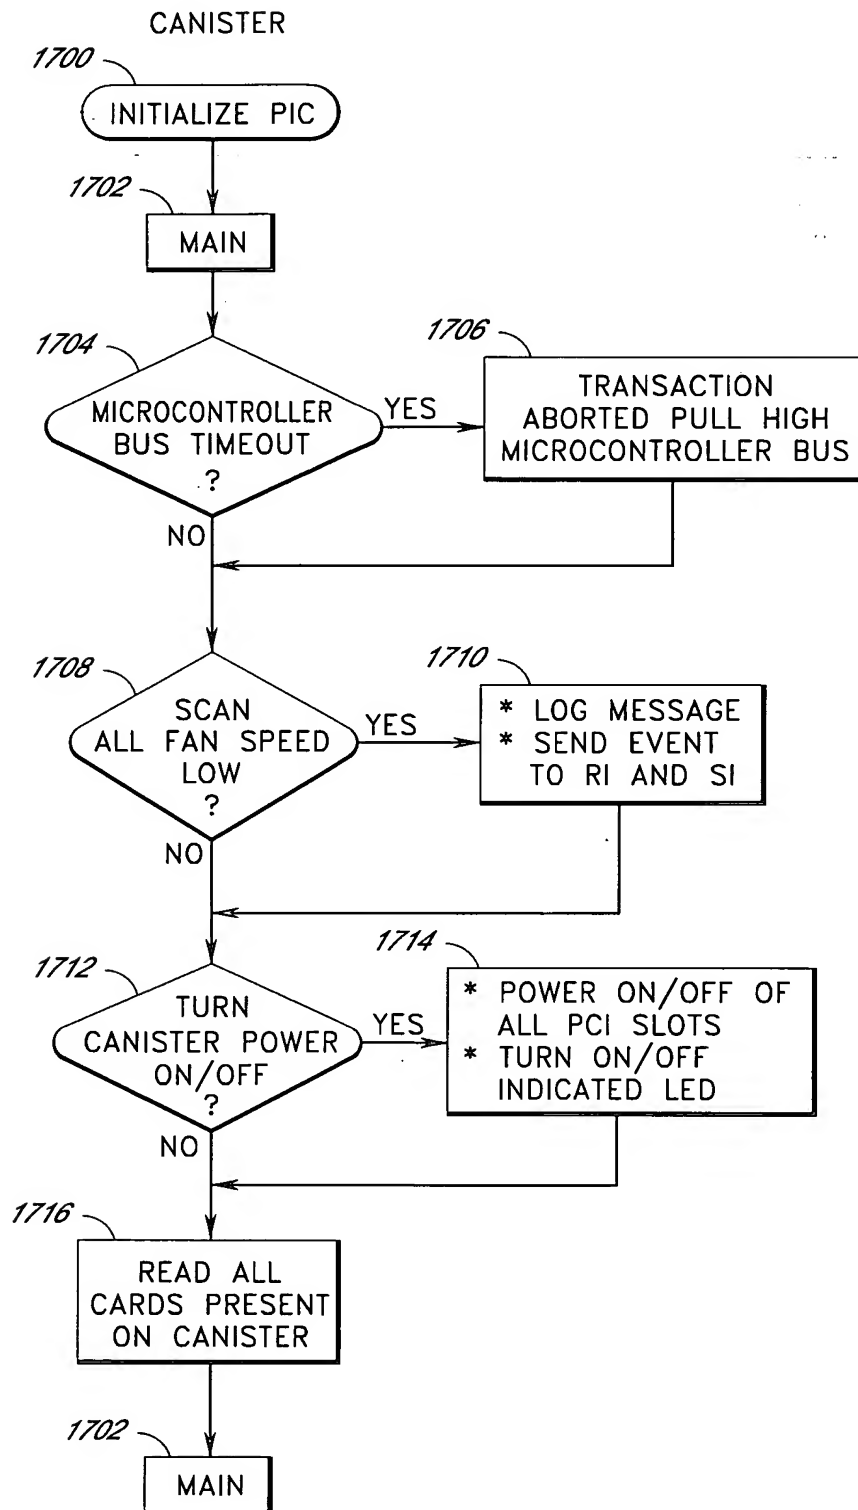 CANISTER
1700
INITIALIZE PIC
1702
MAIN
1704
MICROCONTROLLER
BUS TIMEOUT
?
YES
NO
1706
TRANSACTION
ABORTED PULL HIGH
MICROCONTROLLER BUS
1708
SCAN
ALL FAN SPEED
LOW
?
YES
NO
1710
* LOG MESSAGE
* SEND EVENT
TO RI AND SI
1712
TURN
CANISTER POWER
ON/OFF
?
YES
NO
1714
* POWER ON/OFF OF
ALL PCI SLOTS
* TURN ON/OFF
INDICATED LED
1716
READ ALL
CARDS PRESENT
ON CANISTER
1702
MAIN